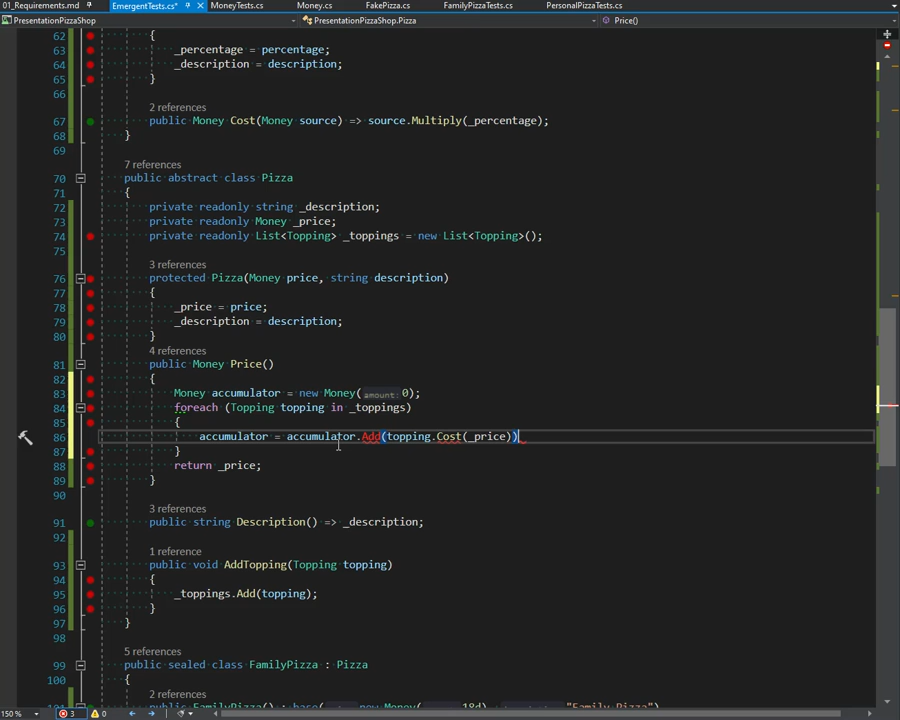 01_Requirements.md EmergentTests.cs* MoneyTests.cs Money.cs FakePizza.cs FamilyPizzaTests.cs PersonalPizzaTests.cs
PresentationPizzaShop PresentationPizzaShop.Pizza Price()
62 {
63 _percentage = percentage;
64 _description = description;
65 }
66
2 references
67 public Money Cost(Money source) => source.Multiply(_percentage);
68 }
69
7 references
70 public abstract class Pizza
71 {
72 private readonly string _description;
73 private readonly Money _price;
74 private readonly List<Topping> _toppings = new List<Topping>();
75
3 references
76 protected Pizza(Money price, string description)
77 {
78 _price = price;
79 _description = description;
80 }
4 references
81 public Money Price()
82 {
83 Money accumulator = new Money(amount: 0);
84 foreach (Topping topping in _toppings)
85 {
86 accumulator = accumulator.Add(topping.Cost(_price))
87 }
88 return _price;
89 }
90
3 references
91 public string Description() => _description;
92
1 reference
93 public void AddTopping(Topping topping)
94 {
95 _toppings.Add(topping);
96 }
97 }
98
5 references
99 public sealed class FamilyPizza : Pizza
100 {
2 references
150 % 3 0